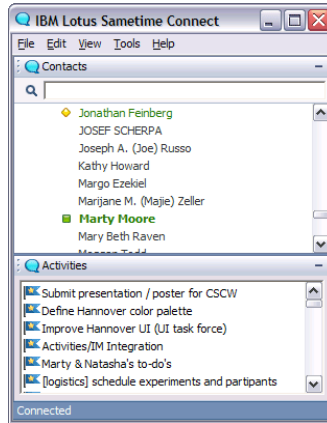 IBM Lotus Sametime Connect
File Edit View Tools Help
Contacts
Jonathan Feinberg
JOSEF SCHERPA
Joseph A. (Joe) Russo
Kathy Howard
Margo Ezekiel
Marijane M. (Majie) Zeller
Marty Moore
Mary Beth Raven
Activities
Submit presentation / poster for CSCW
Define Hannover color palette
Improve Hannover UI (UI task force)
Activities/IM Integration
Marty & Natasha's to-do's
[logistics] schedule experiments and partipants
Connected